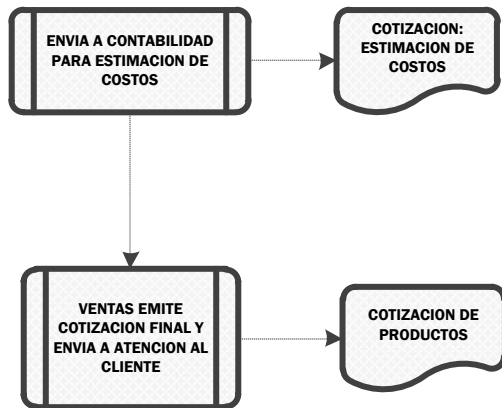 ENVIA A CONTABILIDAD
PARA ESTIMACION DE
COSTOS
COTIZACION:
ESTIMACION DE
COSTOS
VENTAS EMITE
COTIZACION FINAL Y
ENVIA A ATENCION AL
CLIENTE
COTIZACION DE
PRODUCTOS